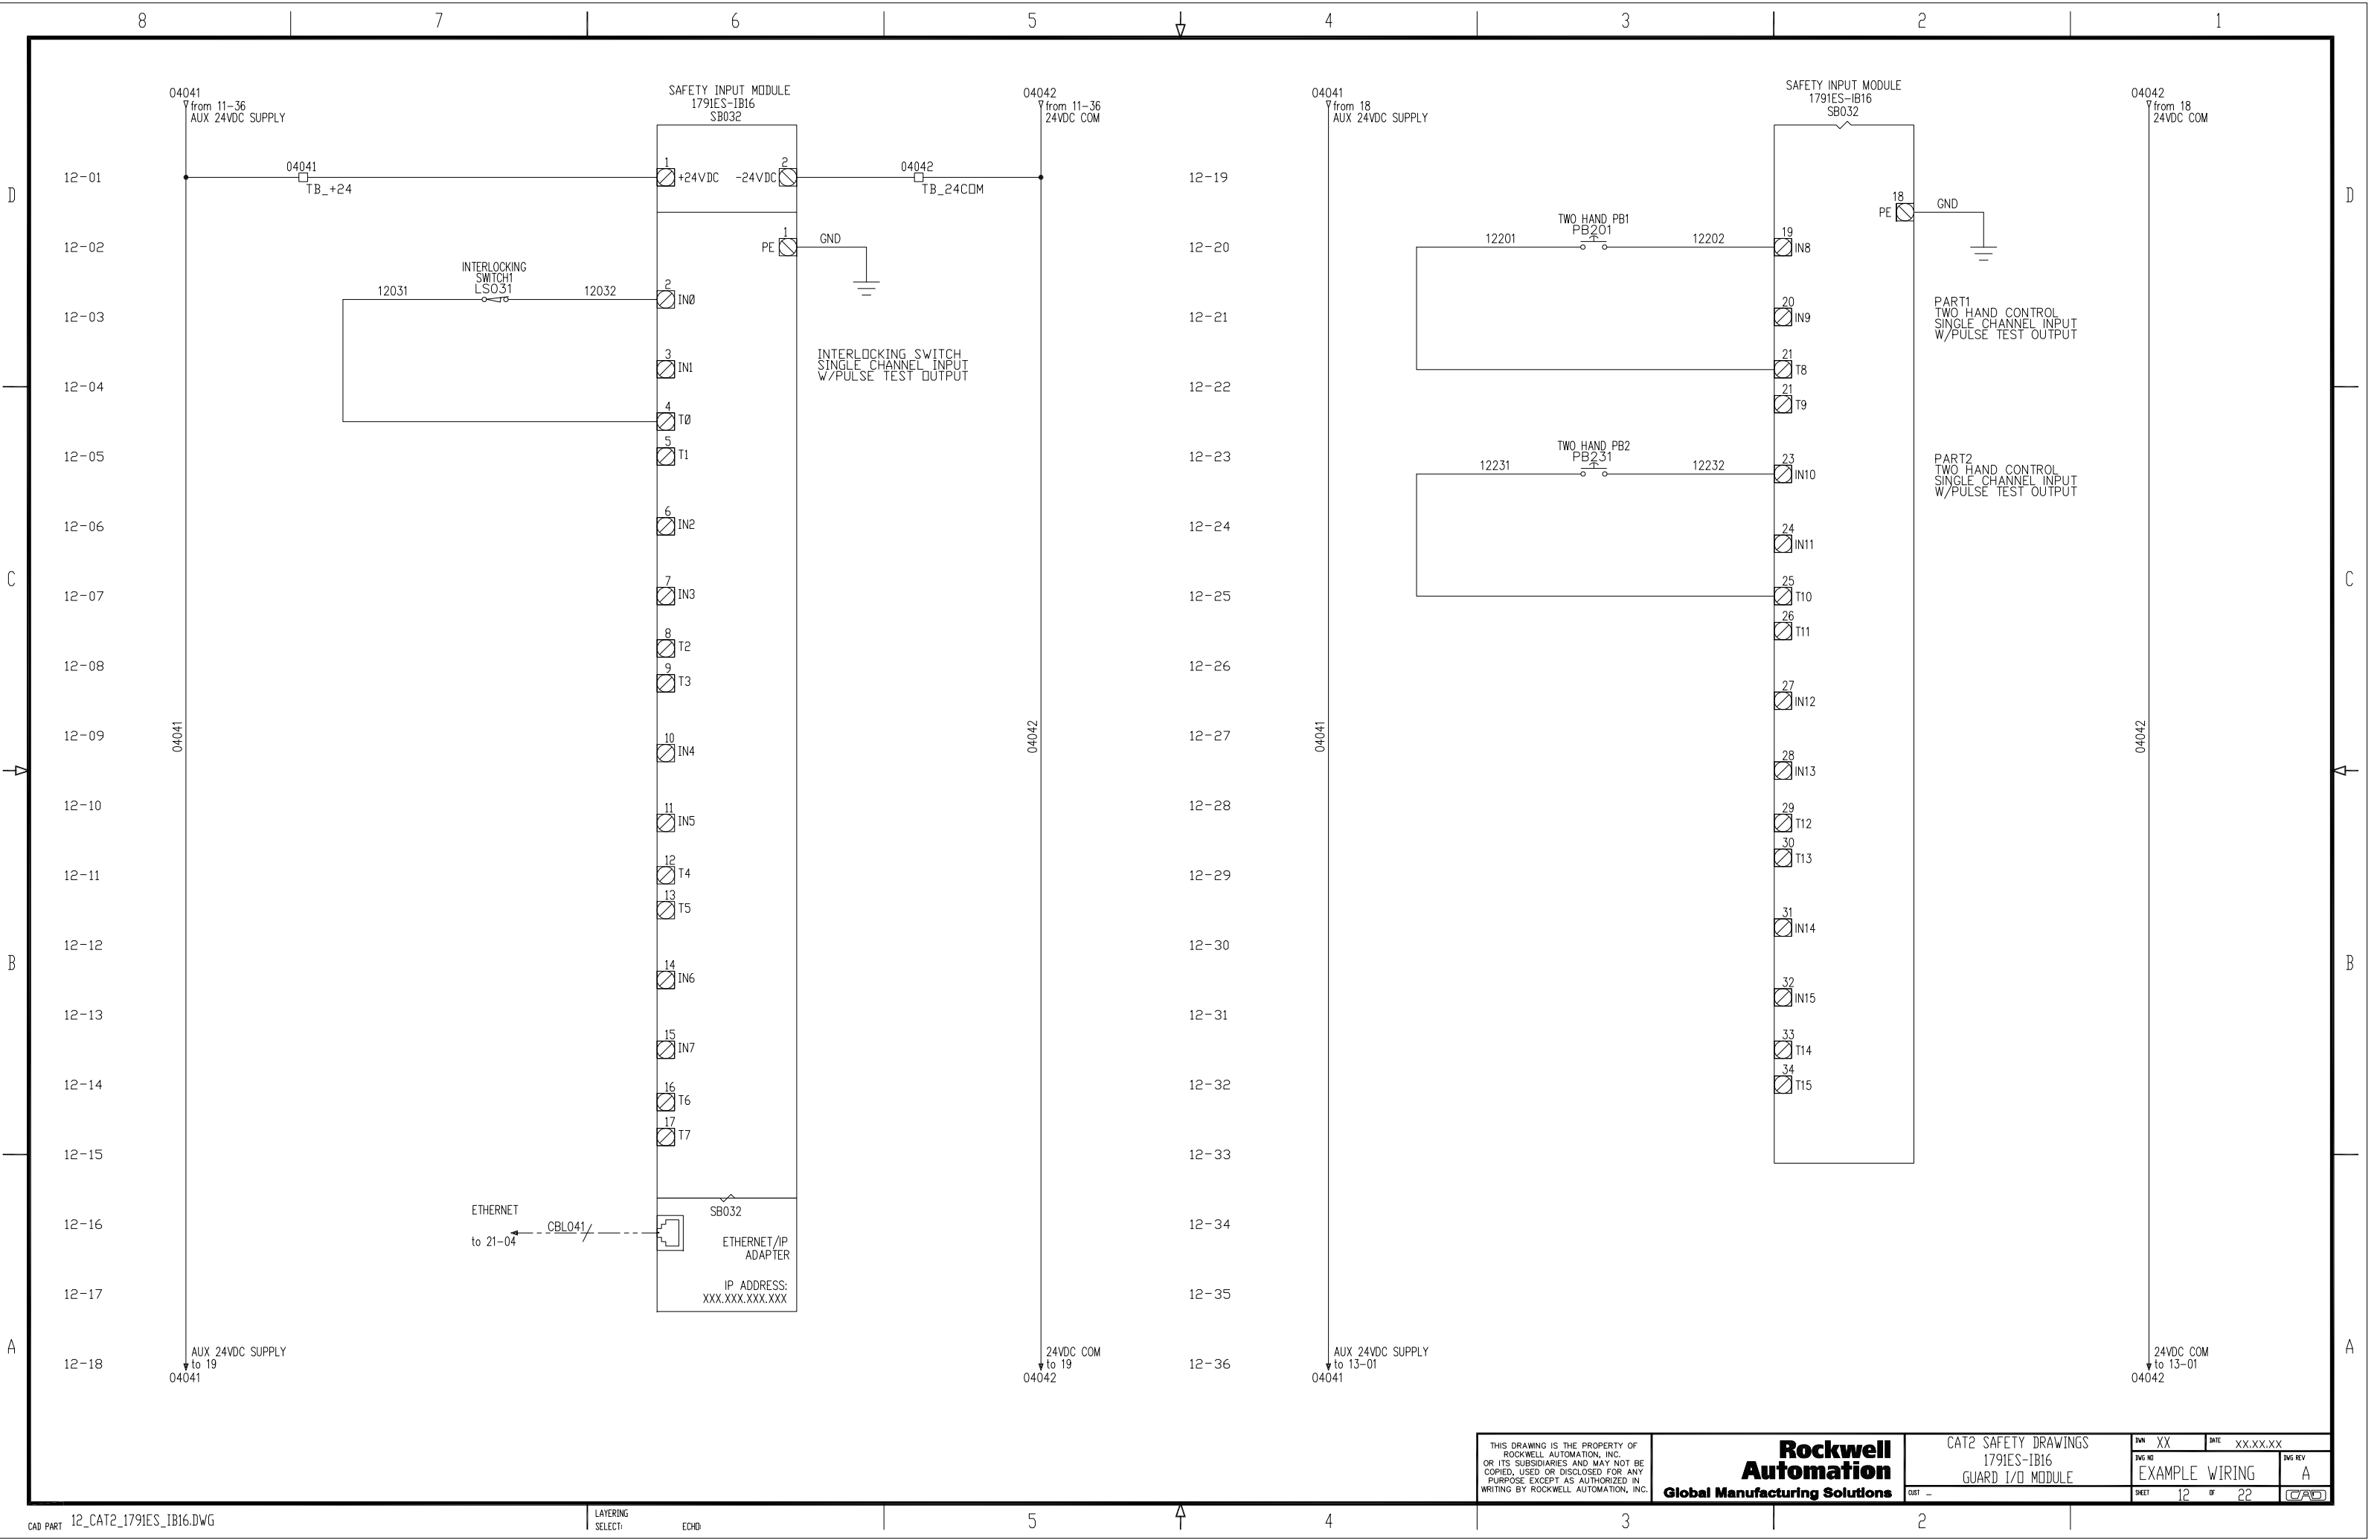 8 7 6 5 4 3 2 1
D
C
B
A
D
C
B
A
04041
from 11-36
AUX 24VDC SUPPLY
SAFETY INPUT MODULE
1791ES-IB16
SB032
04042
from 11-36
24VDC COM
12-01
04041
TB_+24
1
+24VDC
2
-24VDC
04042
TB_24COM
12-02
1
PE
GND
INTERLOCKING
SWITCH1
LS031
12031
12032
2
IN0
12-03
3
IN1
INTERLOCKING SWITCH
SINGLE CHANNEL INPUT
W/PULSE TEST OUTPUT
12-04
4
T0
12-05
5
T1
12-06
6
IN2
12-07
7
IN3
8
T2
12-08
9
T3
12-09
04041
04042
10
IN4
12-10
11
IN5
12-11
12
T4
13
T5
12-12
14
IN6
12-13
15
IN7
12-14
16
T6
17
T7
12-15
SB032
ETHERNET
to 21-04
CBL041
12-16
ETHERNET/IP
ADAPTER
12-17
IP ADDRESS:
XXX.XXX.XXX.XXX
12-18
AUX 24VDC SUPPLY
to 19
04041
24VDC COM
to 19
04042
04041
from 18
AUX 24VDC SUPPLY
SAFETY INPUT MODULE
1791ES-IB16
SB032
04042
from 18
24VDC COM
12-19
18
PE
GND
TWO HAND PB1
PB201
12-20
12201
12202
19
IN8
12-21
20
IN9
PART1
TWO HAND CONTROL
SINGLE CHANNEL INPUT
W/PULSE TEST OUTPUT
21
T8
12-22
21
T9
TWO HAND PB2
PB231
12-23
12231
12232
23
IN10
PART2
TWO HAND CONTROL
SINGLE CHANNEL INPUT
W/PULSE TEST OUTPUT
12-24
24
IN11
12-25
25
T10
26
T11
12-26
27
IN12
12-27
04041
04042
28
IN13
12-28
29
T12
30
T13
12-29
31
IN14
12-30
32
IN15
12-31
33
T14
12-32
34
T15
12-33
12-34
12-35
12-36
AUX 24VDC SUPPLY
to 13-01
04041
24VDC COM
to 13-01
04042
THIS DRAWING IS THE PROPERTY OF
ROCKWELL AUTOMATION, INC.
OR ITS SUBSIDIARIES AND MAY NOT BE
COPIED, USED OR DISCLOSED FOR ANY
PURPOSE EXCEPT AS AUTHORIZED IN
WRITING BY ROCKWELL AUTOMATION, INC.
Rockwell
Automation
Global Manufacturing Solutions
CAT2 SAFETY DRAWINGS
1791ES-IB16
GUARD I/O MODULE
CUST -
DWN XX
DATE XX.XX.XX
DWG NO
EXAMPLE WIRING
DWG REV
A
SHEET 12 OF 22
CAD
CAD PART 12_CAT2_1791ES_IB16.DWG
LAYERING
SELECT: ECHO:
5 4 3 2